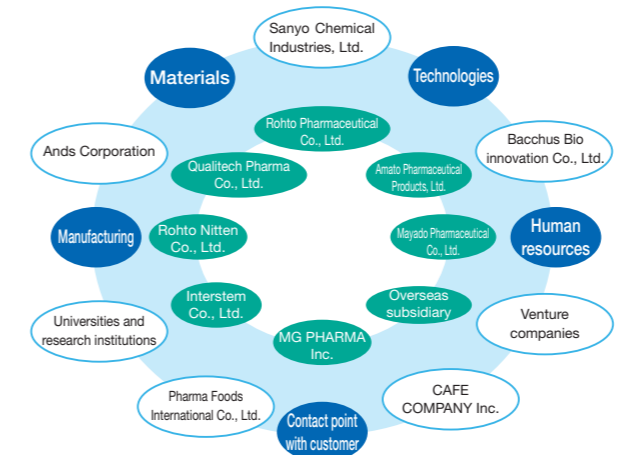 Sanyo Chemical
Industries, Ltd.
Materials
Technologies
Rohto Pharmaceutical
Co., Ltd.
Ands Corporation
Bacchus Bio
innovation Co., Ltd.
Qualitech Pharma
Co., Ltd.
Amato Pharmaceutical
Products, Ltd.
Manufacturing
Rohto Nitten
Co., Ltd.
Mayado Pharmaceutical
Co., Ltd.
Human
resources
Interstem
Co., Ltd.
Overseas
subsidiary
Universities and
research institutions
Venture
companies
MG PHARMA
Inc.
Pharma Foods
International Co., Ltd.
CAFE
COMPANY Inc.
Contact point
with customer